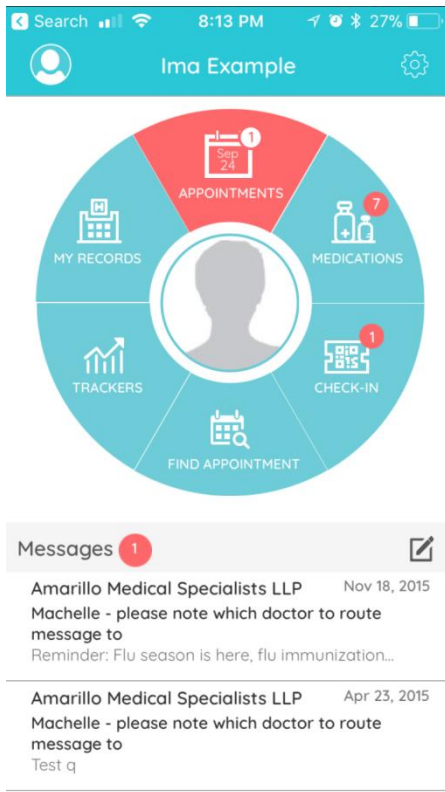 Search 8:13 PM 27%
Ima Example
1
Sep
24
APPOINTMENTS
7
MEDICATIONS
H
MY RECORDS
1
CHECK-IN
TRACKERS
FIND APPOINTMENT
Messages 1
Amarillo Medical Specialists LLP Nov 18, 2015
Machelle - please note which doctor to route
message to
Reminder: Flu season is here, flu immunization...
Amarillo Medical Specialists LLP Apr 23, 2015
Machelle - please note which doctor to route
message to
Test q